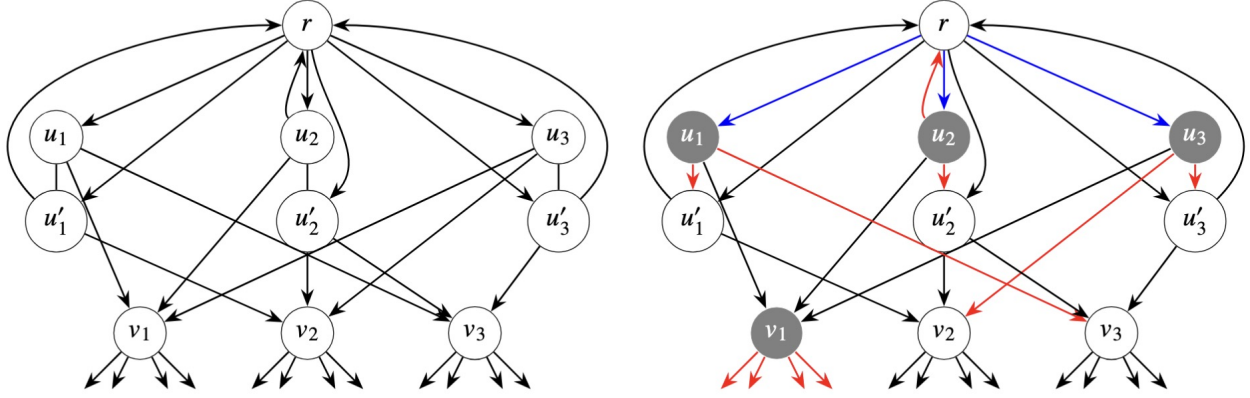 r r
u₁ u₂ u₃ u₁ u₂ u₃
u′₁ u′₂ u′₃ u′₁ u′₂ u′₃
v₁ v₂ v₃ v₁ v₂ v₃